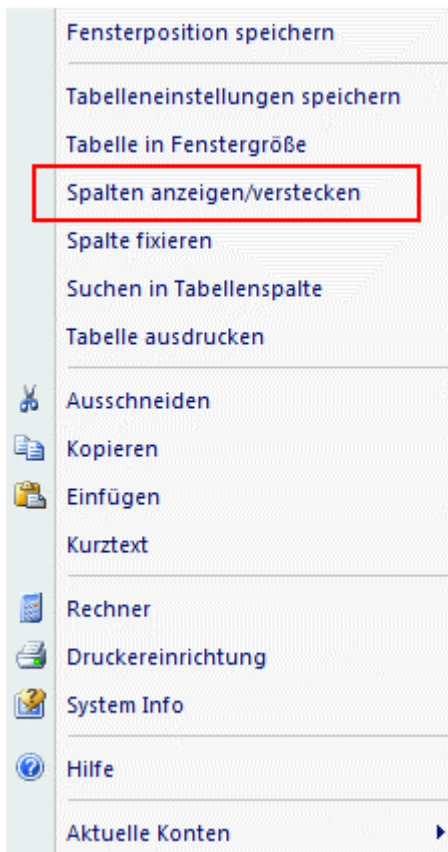 Fensterposition speichern
Tabelleneinstellungen speichern
Tabelle in Fenstergröße
Spalten anzeigen/verstecken
Spalte fixieren
Suchen in Tabellenspalte
Tabelle ausdrucken
Ausschneiden
Kopieren
Einfügen
Kurztext
Rechner
Druckereinrichtung
System Info
Hilfe
Aktuelle Konten